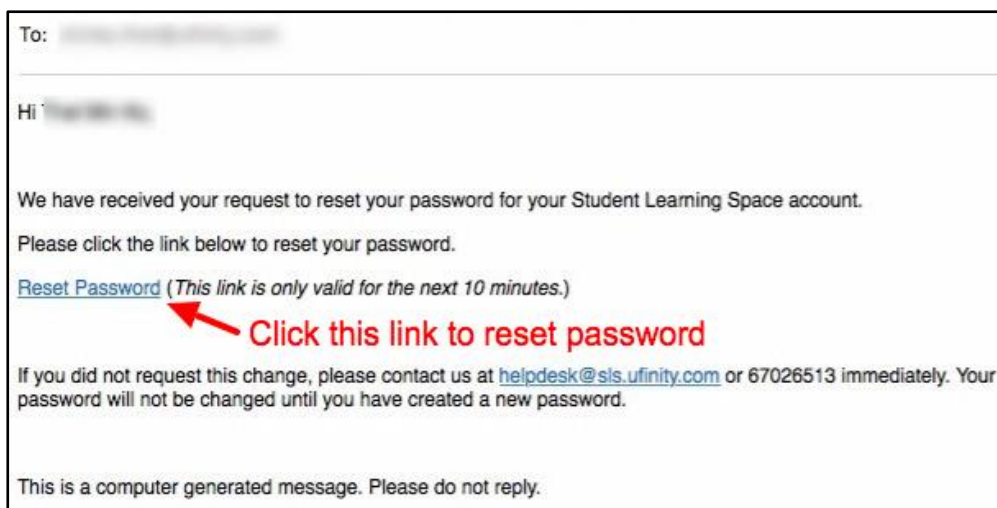 To:
Hi
We have received your request to reset your password for your Student Learning Space account.
Please click the link below to reset your password.
Reset Password (This link is only valid for the next 10 minutes.)
Click this link to reset password
If you did not request this change, please contact us at helpdesk@sls.ufinity.com or 67026513 immediately. Your
password will not be changed until you have created a new password.
This is a computer generated message. Please do not reply.